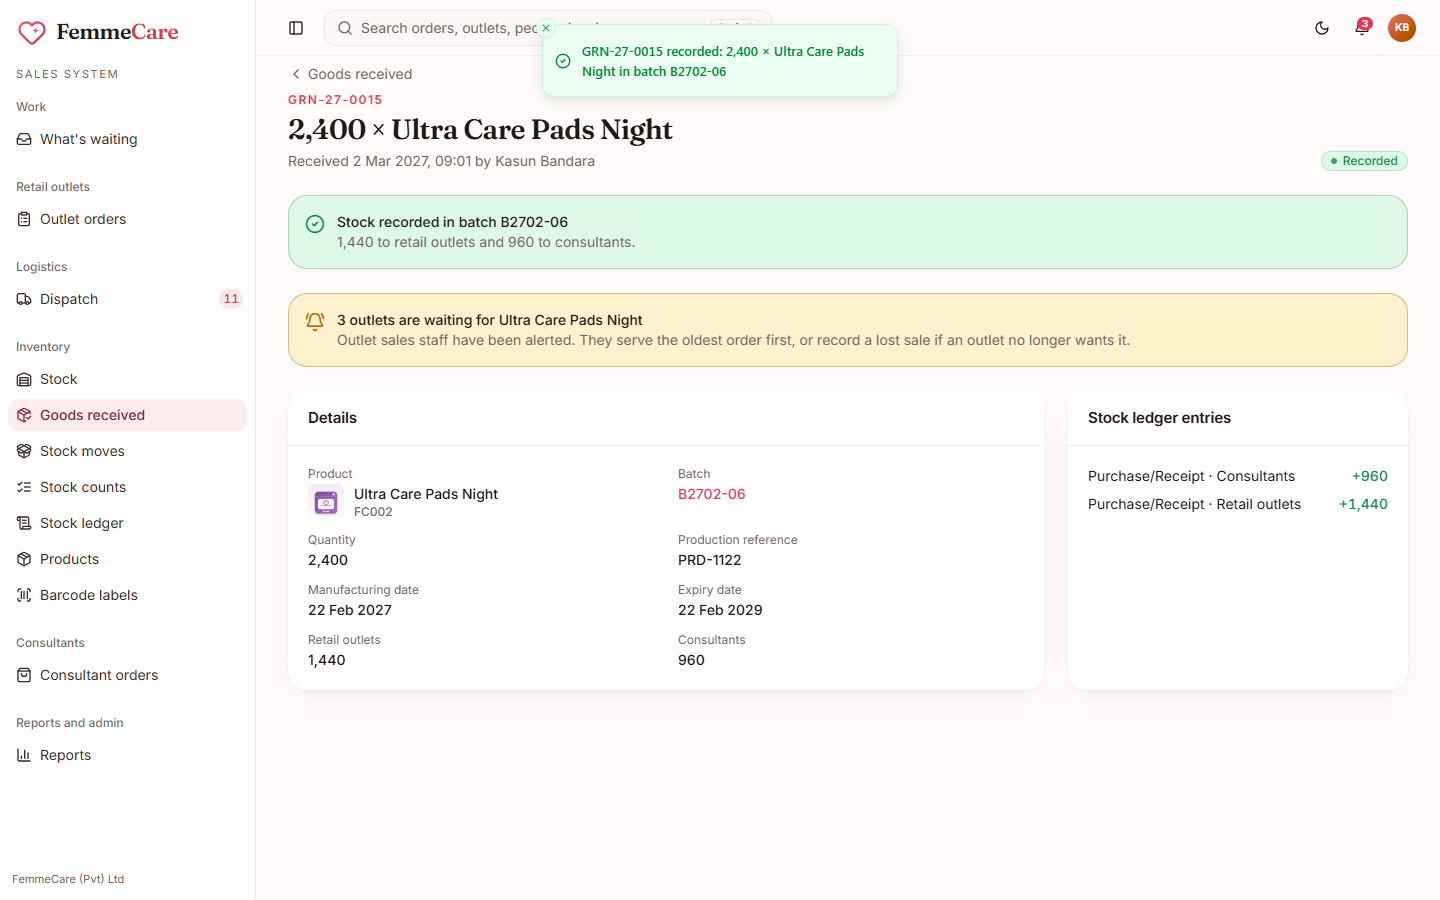 FemmeCare
SALES SYSTEM
Work
What's waiting
Retail outlets
Outlet orders
Logistics
Dispatch
11
Inventory
Stock
Goods received
Stock moves
Stock counts
Stock ledger
Products
Barcode labels
Consultants
Consultant orders
Reports and admin
Reports
FemmeCare (Pvt) Ltd
Search orders, outlets,
3
KB
GRN-27-0015 recorded: 2,400 × Ultra Care Pads
Night in batch B2702-06
Goods received
GRN-27-0015
2,400 × Ultra Care Pads Night
Received 2 Mar 2027, 09:01 by Kasun Bandara
Recorded
Stock recorded in batch B2702-06
1,440 to retail outlets and 960 to consultants.
3 outlets are waiting for Ultra Care Pads Night
Outlet sales staff have been alerted. They serve the oldest order first, or record a lost sale if an outlet no longer wants it.
Details
Product
Ultra Care Pads Night
FC002
Batch
B2702-06
Quantity
2,400
Production reference
PRD-1122
Manufacturing date
22 Feb 2027
Expiry date
22 Feb 2029
Retail outlets
1,440
Consultants
960
Stock ledger entries
Purchase/Receipt · Consultants
+960
Purchase/Receipt · Retail outlets
+1,440